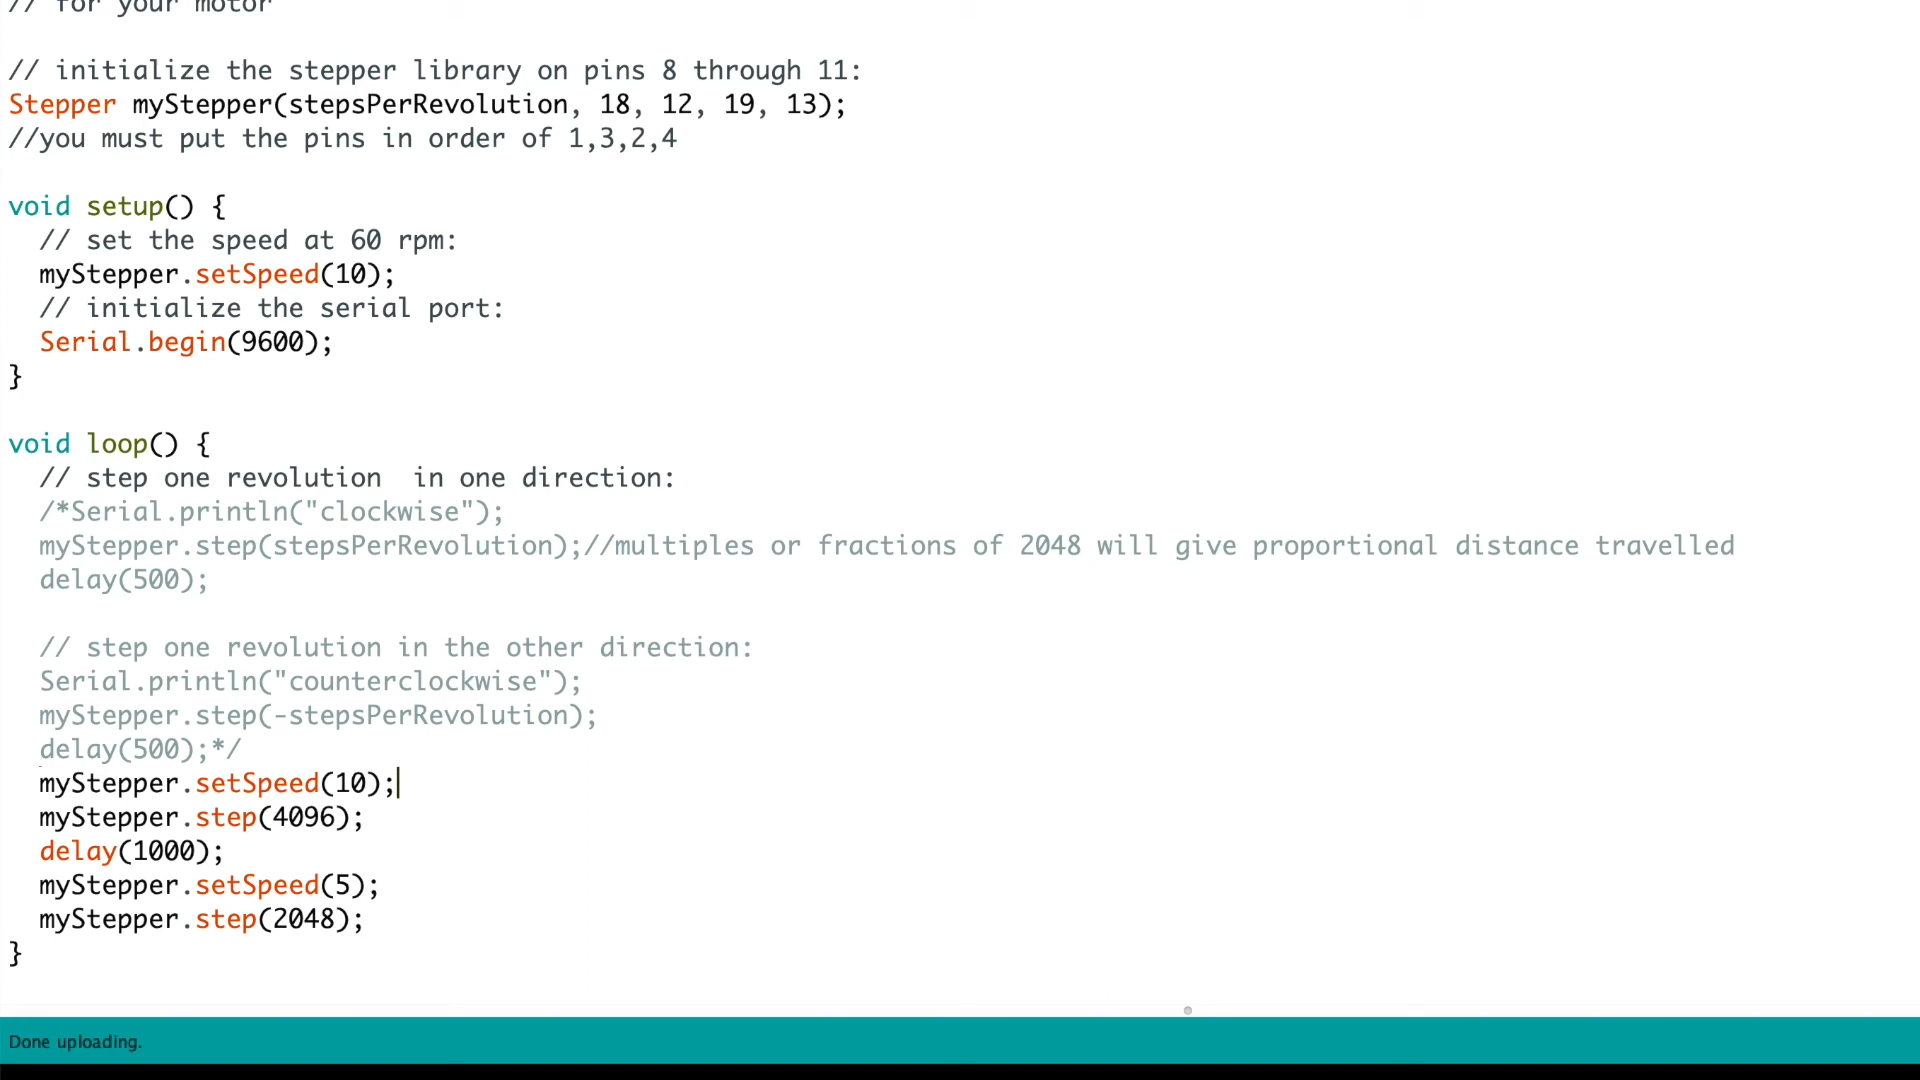 // for your motor
// initialize the stepper library on pins 8 through 11:
Stepper myStepper(stepsPerRevolution, 18, 12, 19, 13);
//you must put the pins in order of 1,3,2,4
void setup() {
// set the speed at 60 rpm:
myStepper.setSpeed(10);
// initialize the serial port:
Serial.begin(9600);
}
void loop() {
// step one revolution  in one direction:
/*Serial.println("clockwise");
myStepper.step(stepsPerRevolution);//multiples or fractions of 2048 will give proportional distance travelled
delay(500);
// step one revolution in the other direction:
Serial.println("counterclockwise");
myStepper.step(-stepsPerRevolution);
delay(500);*/
myStepper.setSpeed(10);
myStepper.step(4096);
delay(1000);
myStepper.setSpeed(5);
myStepper.step(2048);
}
Done uploading.